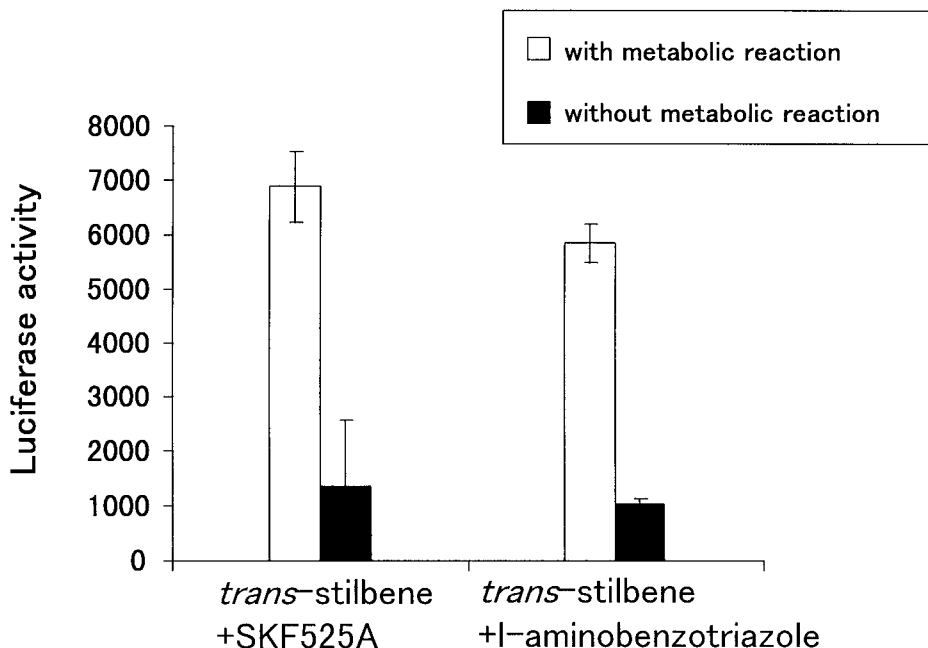 with metabolic reaction
without metabolic reaction
8000
7000
6000
5000
4000
3000
2000
1000
0
Luciferase activity
trans-stilbene
+SKF525A
trans-stilbene
+l-aminobenzotriazole